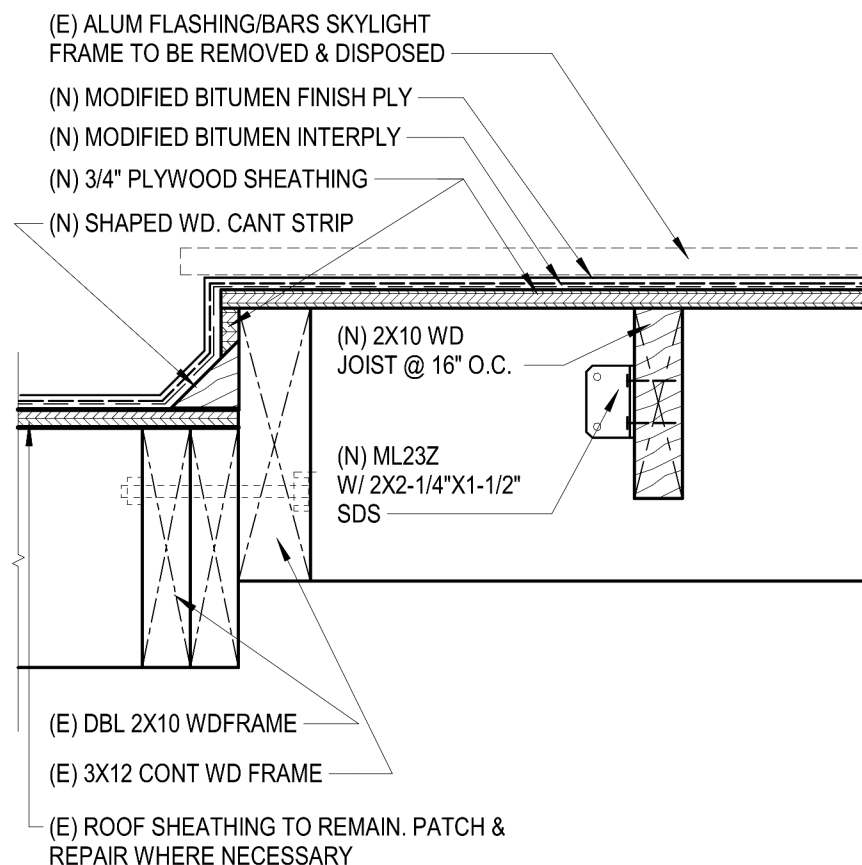 (E) ALUM FLASHING/BARS SKYLIGHT
FRAME TO BE REMOVED & DISPOSED
(N) MODIFIED BITUMEN FINISH PLY
(N) MODIFIED BITUMEN INTERPLY
(N) 3/4" PLYWOOD SHEATHING
(N) SHAPED WD. CANT STRIP
(N) 2X10 WD
JOIST @ 16" O.C.
(N) ML23Z
W/ 2X2-1/4"X1-1/2"
SDS
(E) DBL 2X10 WDFRAME
(E) 3X12 CONT WD FRAME
(E) ROOF SHEATHING TO REMAIN. PATCH &
REPAIR WHERE NECESSARY